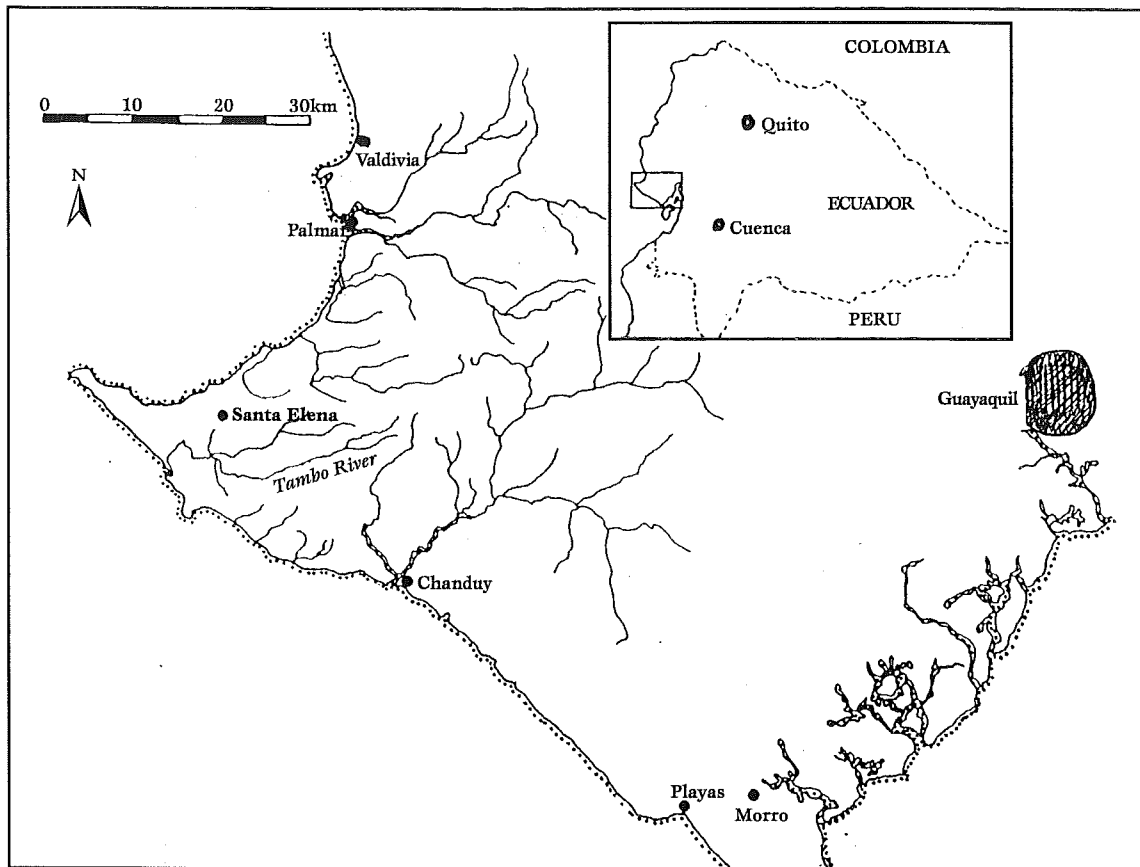 COLOMBIA
0 10 20 30km
Quito
Valdivia
N
ECUADOR
Palmar
Cuenca
PERU
Guayaquil
Santa Elena
Tambo River
Chanduy
Playas
Morro